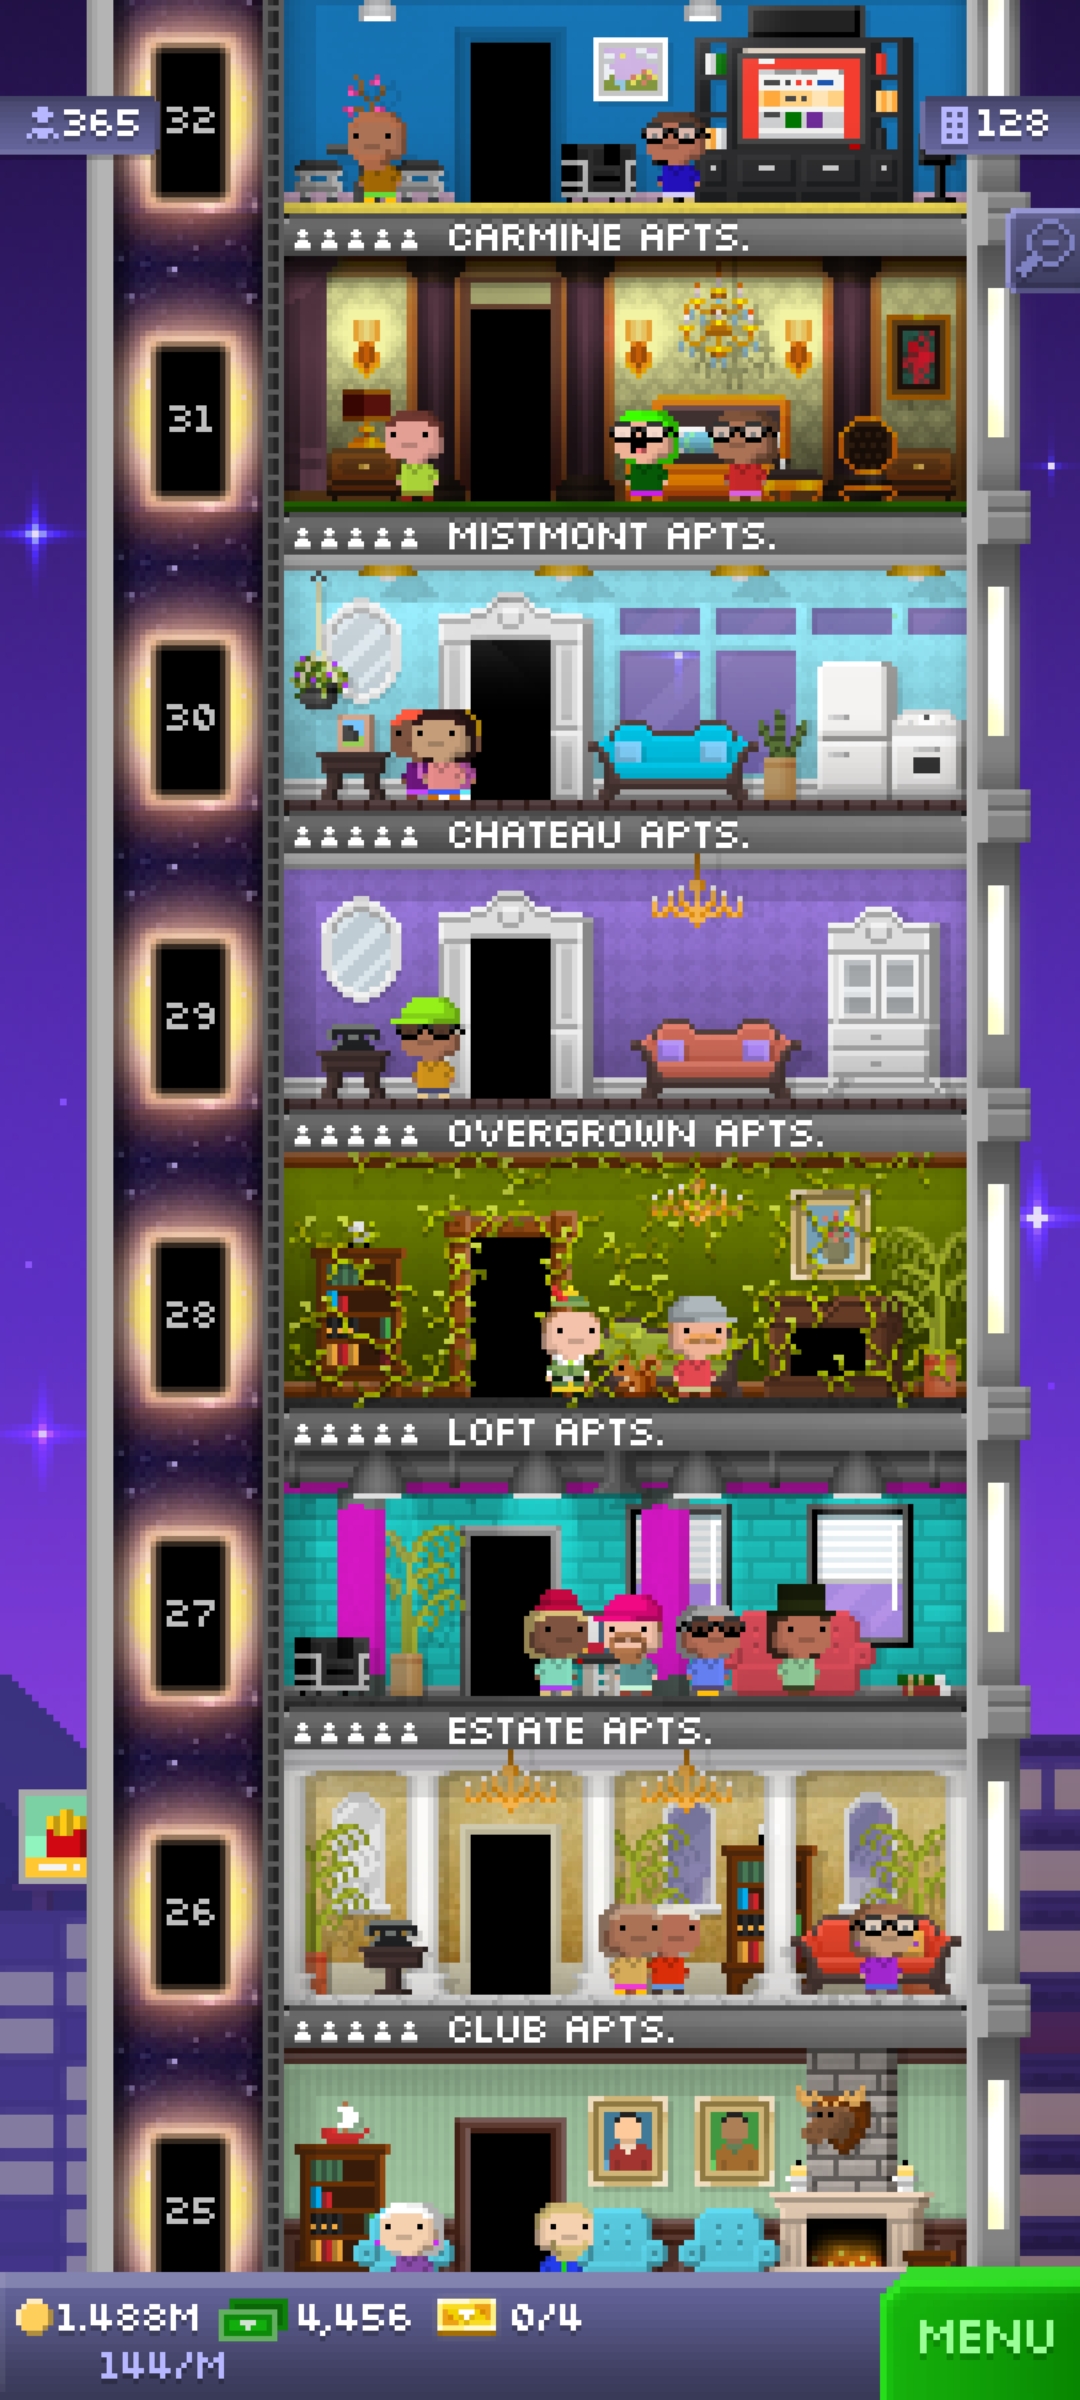 365
32
128
CARMINE APTS.
31
MISTMONT APTS.
30
CHATEAU APTS.
29
OVERGROWN APTS.
28
LOFT APTS.
27
ESTATE APTS.
26
CLUB APTS.
25
1.488M 4,456 0/4
144/M
MENU